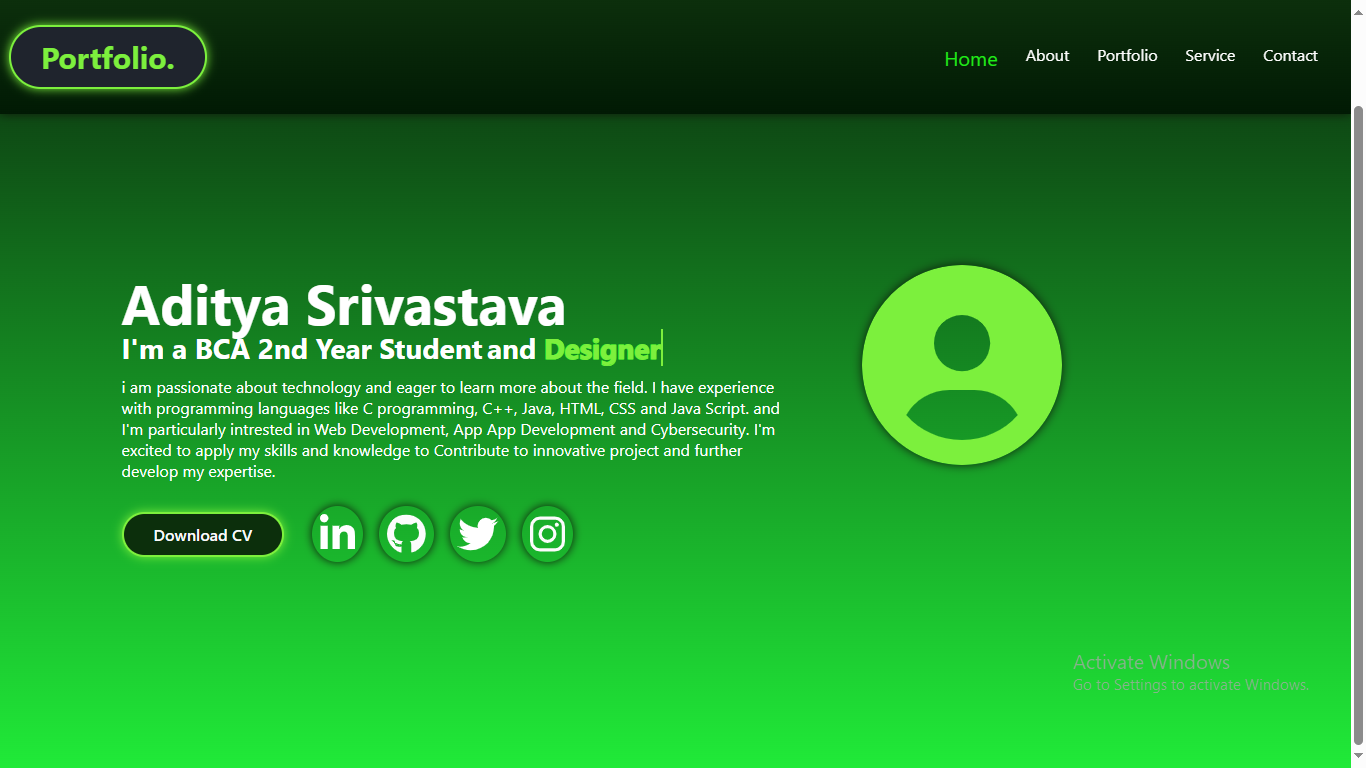 Portfolio.
Home About Portfolio Service Contact
Aditya Srivastava
I'm a BCA 2nd Year Student and Designer
i am passionate about technology and eager to learn more about the field. I have experience
with programming languages like C programming, C++, Java, HTML, CSS and Java Script. and
I'm particularly intrested in Web Development, App App Development and Cybersecurity. I'm
excited to apply my skills and knowledge to Contribute to innovative project and further
develop my expertise.
Download CV
in
Activate Windows
Go to Settings to activate Windows.